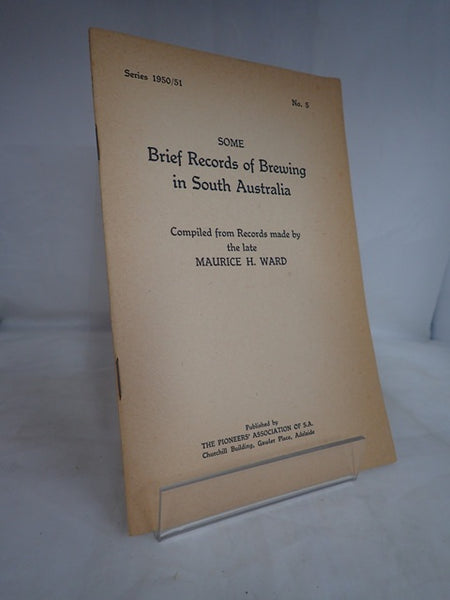 Series 1950/51
No. 5
SOME
Brief Records of Brewing
in South Australia
Compiled from Records made by
the late
MAURICE H. WARD
Published by
THE PIONEERS' ASSOCIATION OF S.A.
Churchill Building, Gawler Place, Adelaide